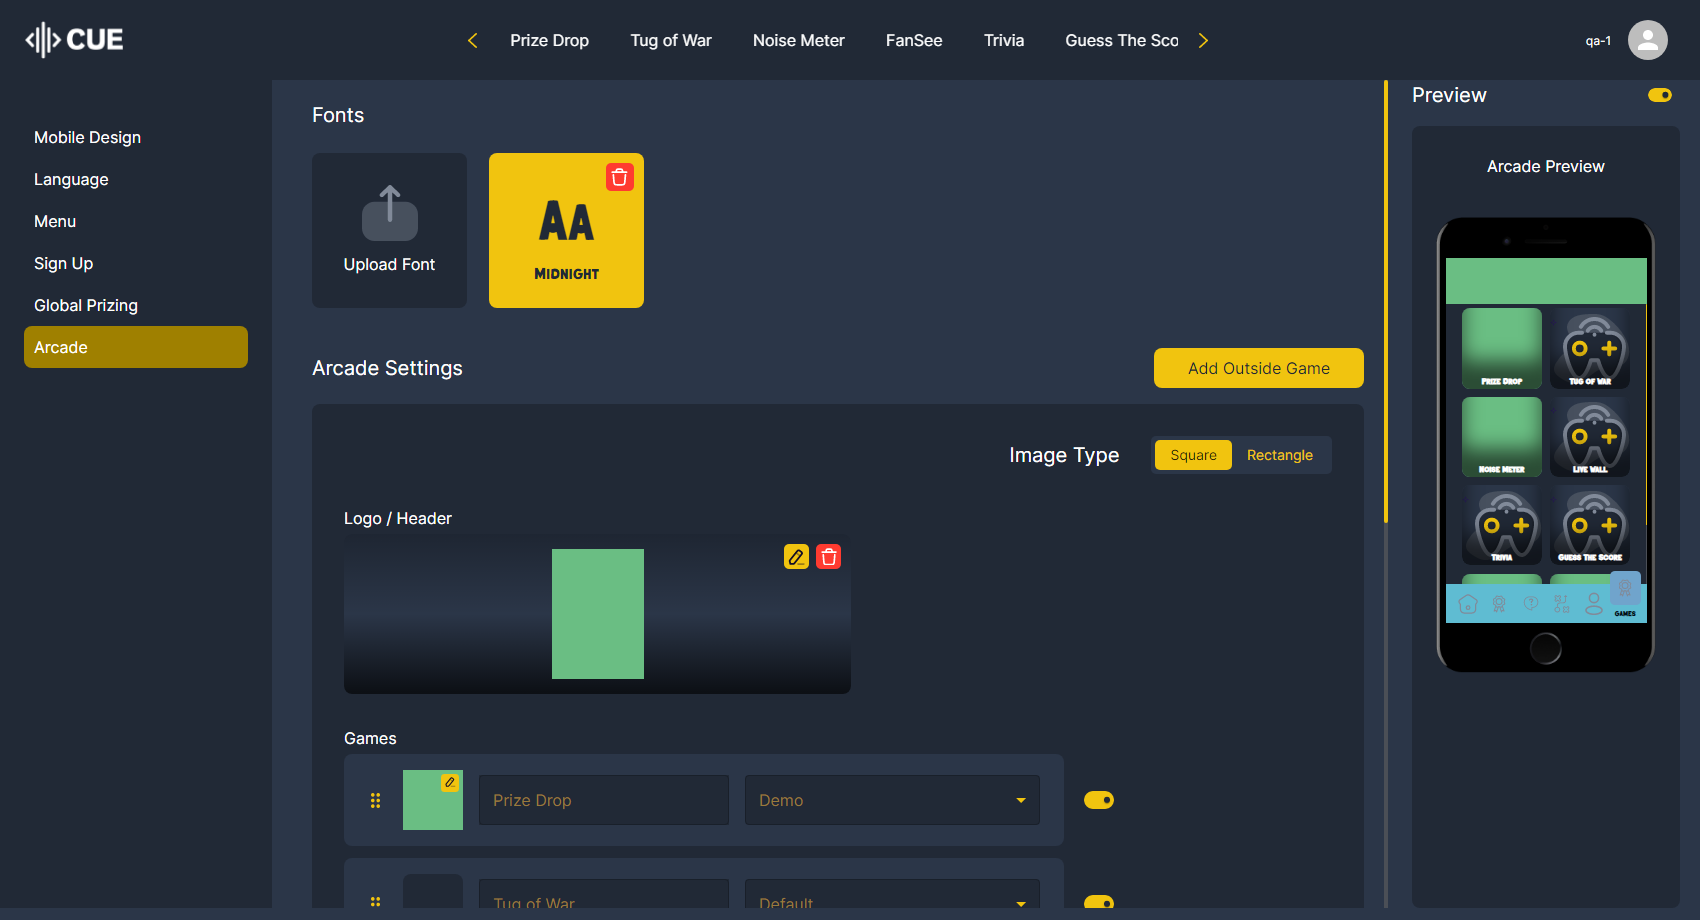 CUE
Prize Drop
Tug of War
Noise Meter
FanSee
Trivia
Guess The Sco
qa-1
Mobile Design
Language
Menu
Sign Up
Global Prizing
Arcade
Fonts
Upload Font
AA
MIDNIGHT
Arcade Settings
Add Outside Game
Image Type
Square
Rectangle
Logo / Header
Games
Prize Drop
Demo
Tug of War
Default
Preview
Arcade Preview
PRIZE DROP
TUG OF WAR
NOISE METER
LIVE WALL
TRIVIA
GUESS THE SCORE
GAMES